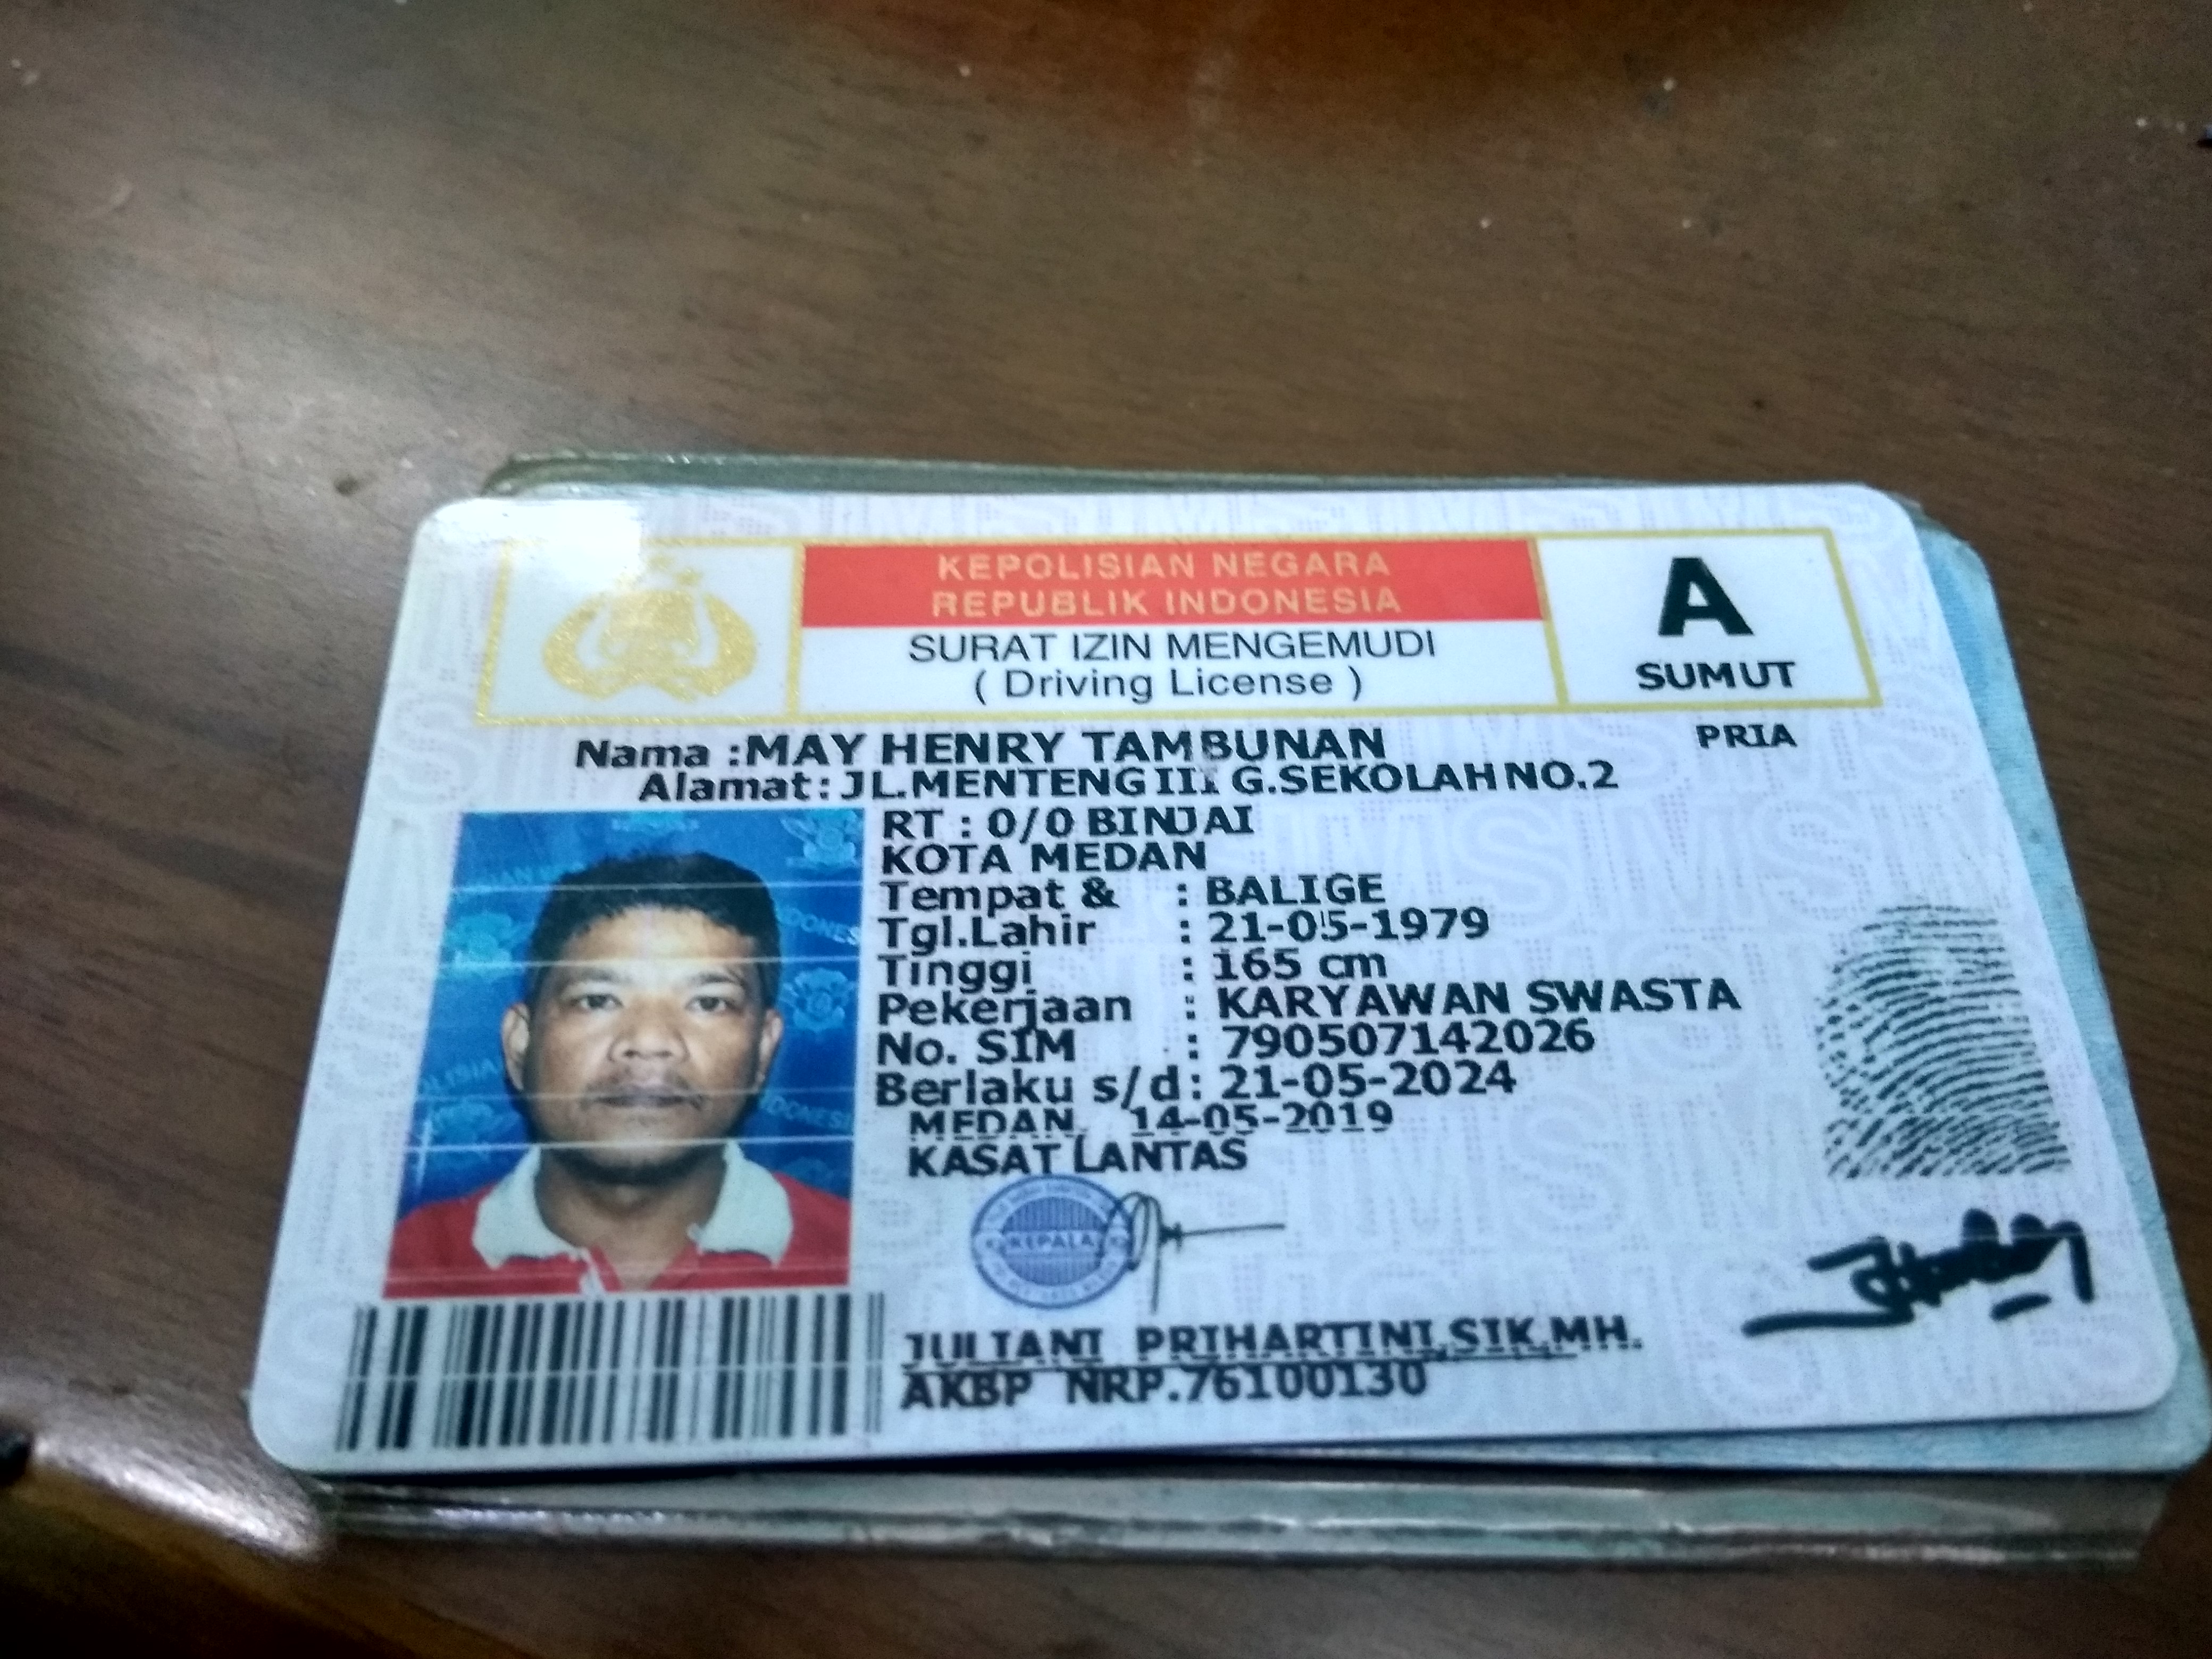 KEPOLISIAN NEGARA
REPUBLIK INDONESIA
SURAT IZIN MENGEMUDI
( Driving License )
A
SUMUT
PRIA
Nama :MAY HENRY TAMBUNAN
Alamat:JL.MENTENG III G.SEKOLAH NO.2
RT : 0/0 BINJAI
KOTA MEDAN
Tempat & : BALIGE
Tgl.Lahir : 21-05-1979
Tinggi : 165 cm
Pekerjaan : KARYAWAN SWASTA
No. SIM : 790507142026
Berlaku s/d: 21-05-2024
MEDAN, 14-05-2019
KASAT LANTAS
KEPALA
JULIANI PRIHARTINI,SIK,MH.
AKBP NRP.76100130